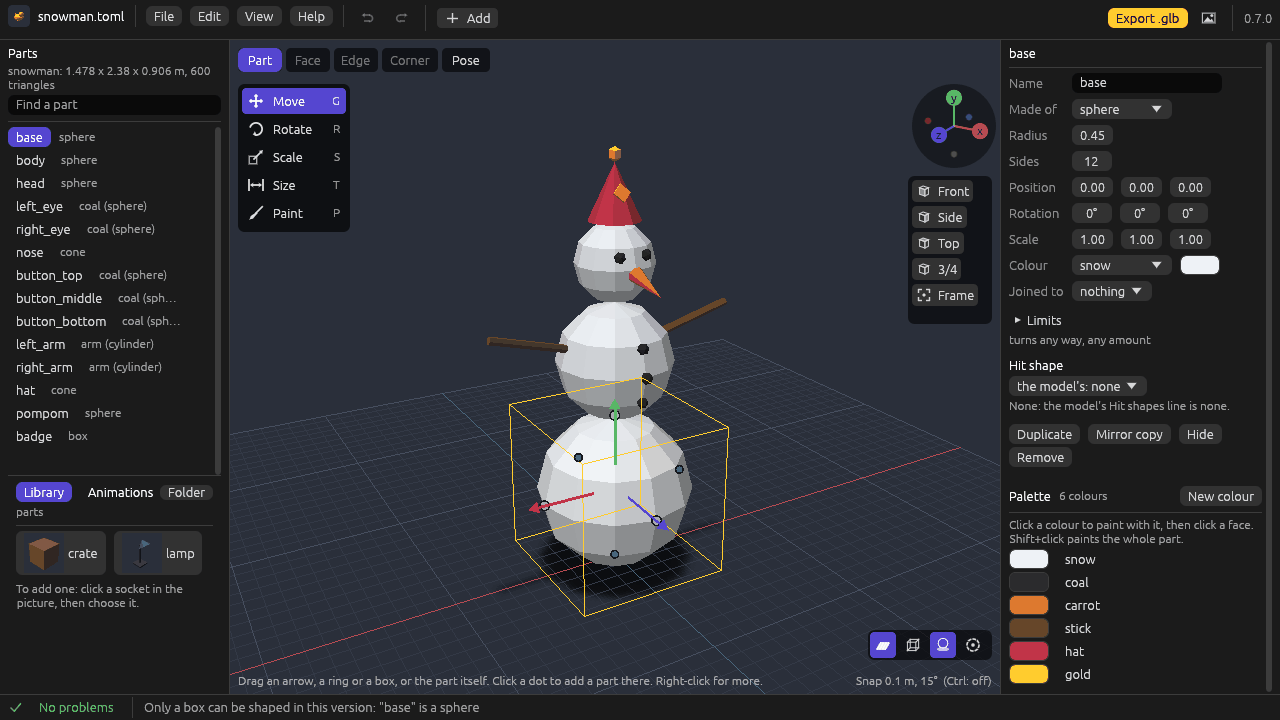 snowman.toml
File
Edit
View
Help
Add
Export .glb
0.7.0
Parts
snowman: 1.478 x 2.38 x 0.906 m, 600
triangles
Find a part
base sphere
body sphere
head sphere
left_eye coal (sphere)
right_eye coal (sphere)
nose cone
button_top coal (sphere)
button_middle coal (sph…
button_bottom coal (sph…
left_arm arm (cylinder)
right_arm arm (cylinder)
hat cone
pompom sphere
badge box
Library
Animations
Folder
parts
crate
lamp
To add one: click a socket in the
picture, then choose it.
Part
Face
Edge
Corner
Pose
Move G
Rotate R
Scale S
Size T
Paint P
y
x
z
Front
Side
Top
3/4
Frame
Drag an arrow, a ring or a box, or the part itself. Click a dot to add a part there. Right-click for more.
Snap 0.1 m, 15° (Ctrl: off)
base
Name base
Made of sphere
Radius 0.45
Sides 12
Position 0.00 0.00 0.00
Rotation 0° 0° 0°
Scale 1.00 1.00 1.00
Colour snow
Joined to nothing
Limits
turns any way, any amount
Hit shape
the model's: none
None: the model's Hit shapes line is none.
Duplicate
Mirror copy
Hide
Remove
Palette 6 colours
New colour
Click a colour to paint with it, then click a face.
Shift+click paints the whole part.
snow
coal
carrot
stick
hat
gold
No problems
Only a box can be shaped in this version: "base" is a sphere